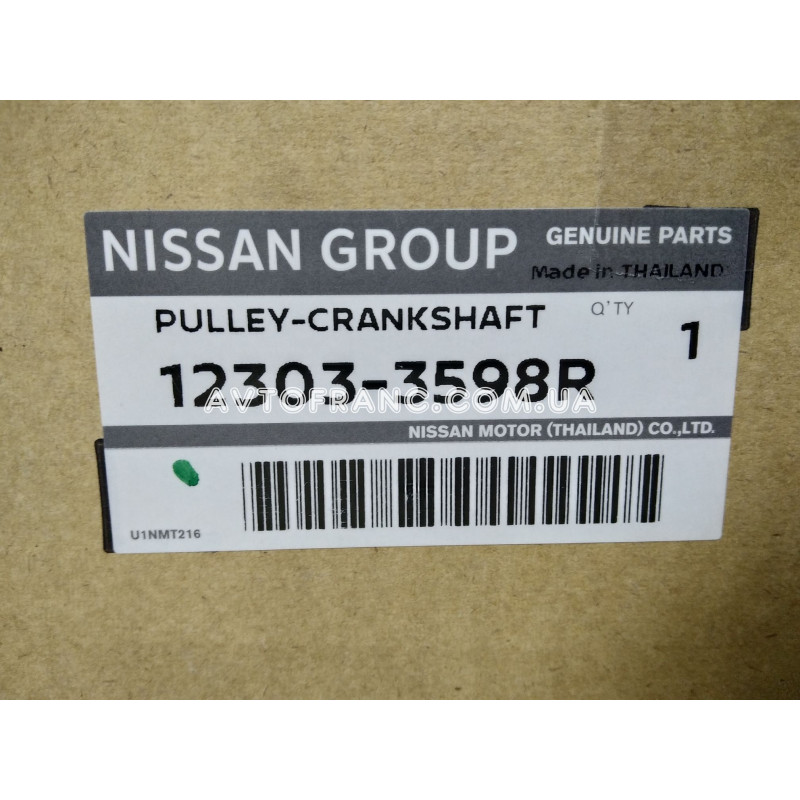 NISSAN GROUP
GENUINE PARTS
Made in THAILAND
PULLEY-CRANKSHAFT
Q'TY
1
12303-3598R
AVTOFRANC.COM.UA
NISSAN MOTOR (THAILAND) CO.,LTD.
U1NMT216